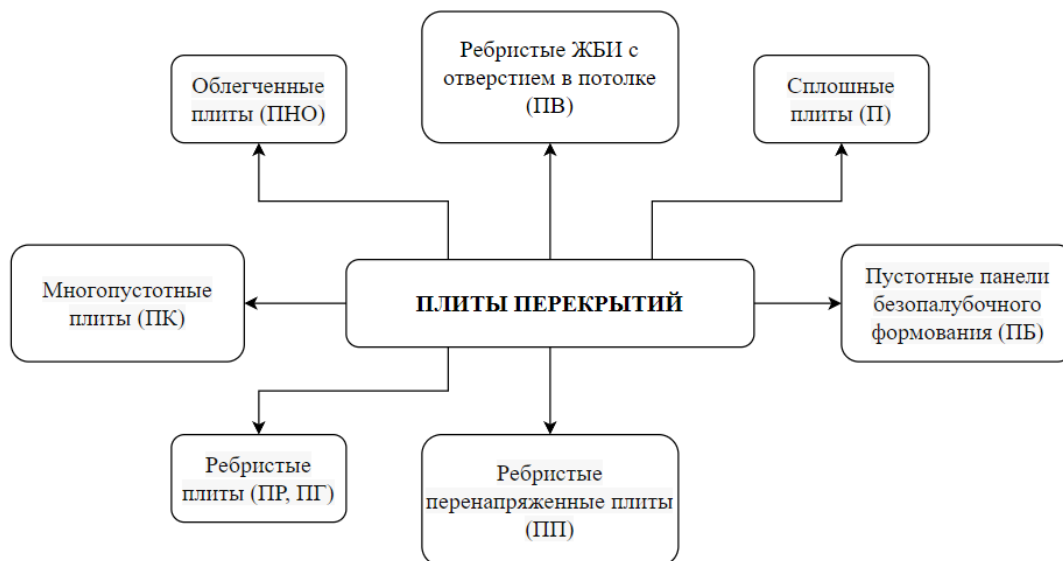 Облегченные
плиты (ПНО)
Ребристые ЖБИ с
отверстием в потолке
(ПВ)
Сплошные
плиты (П)
Многопустотные
плиты (ПК)
ПЛИТЫ ПЕРЕКРЫТИЙ
Пустотные панели
безопалубочного
формования (ПБ)
Ребристые
плиты (ПР, ПГ)
Ребристые
перенапряженные плиты
(ПП)